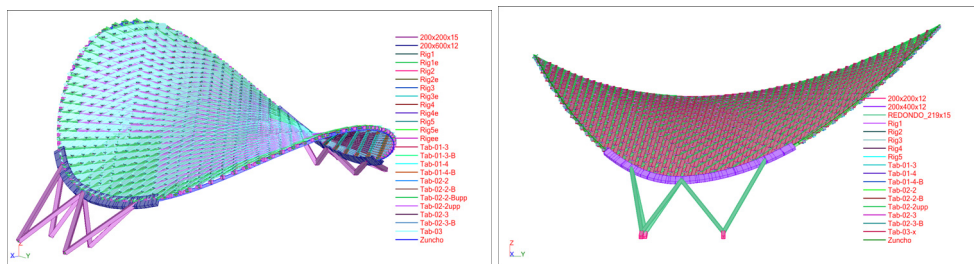 200x200x15
200x600x12
Rig1
Rig1e
Rig2
Rig2e
Rig3
Rig3e
Rig4
Rig4e
Rig5
Rig5e
Rigee
Tab-01-3
Tab-01-3-B
Tab-01-4
Tab-01-4-B
Tab-02-2
Tab-02-2-B
Tab-02-2-Bupp
Tab-02-2upp
Tab-02-3
Tab-02-3-B
Tab-03
Zuncho
Z
X Y
200x200x12
200x400x12
REDONDO_219x15
Rig1
Rig2
Rig3
Rig4
Rig5
Tab-01-3
Tab-01-4
Tab-01-4-B
Tab-02-2
Tab-02-2-B
Tab-02-2upp
Tab-02-3
Tab-02-3-B
Tab-03-x
Zuncho
Z
X Y